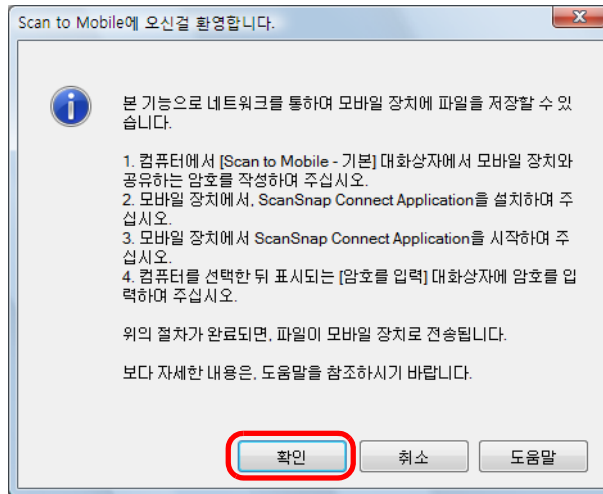 Scan to Mobile에 오신걸 환영합니다.
본 기능으로 네트워크를 통하여 모바일 장치에 파일을 저장할 수 있
습니다.
1. 컴퓨터에서 [Scan to Mobile - 기본] 대화상자에서 모바일 장치와
공유하는 암호를 작성하여 주십시오.
2. 모바일 장치에서, ScanSnap Connect Application을 설치하여 주
십시오.
3. 모바일 장치에서 ScanSnap Connect Application을 시작하여 주
십시오.
4. 컴퓨터를 선택한 뒤 표시되는 [암호를 입력] 대화상자에 암호를 입
력하여 주십시오.
위의 절차가 완료되면, 파일이 모바일 장치로 전송됩니다.
보다 자세한 내용은, 도움말을 참조하시기 바랍니다.
확인 취소 도움말